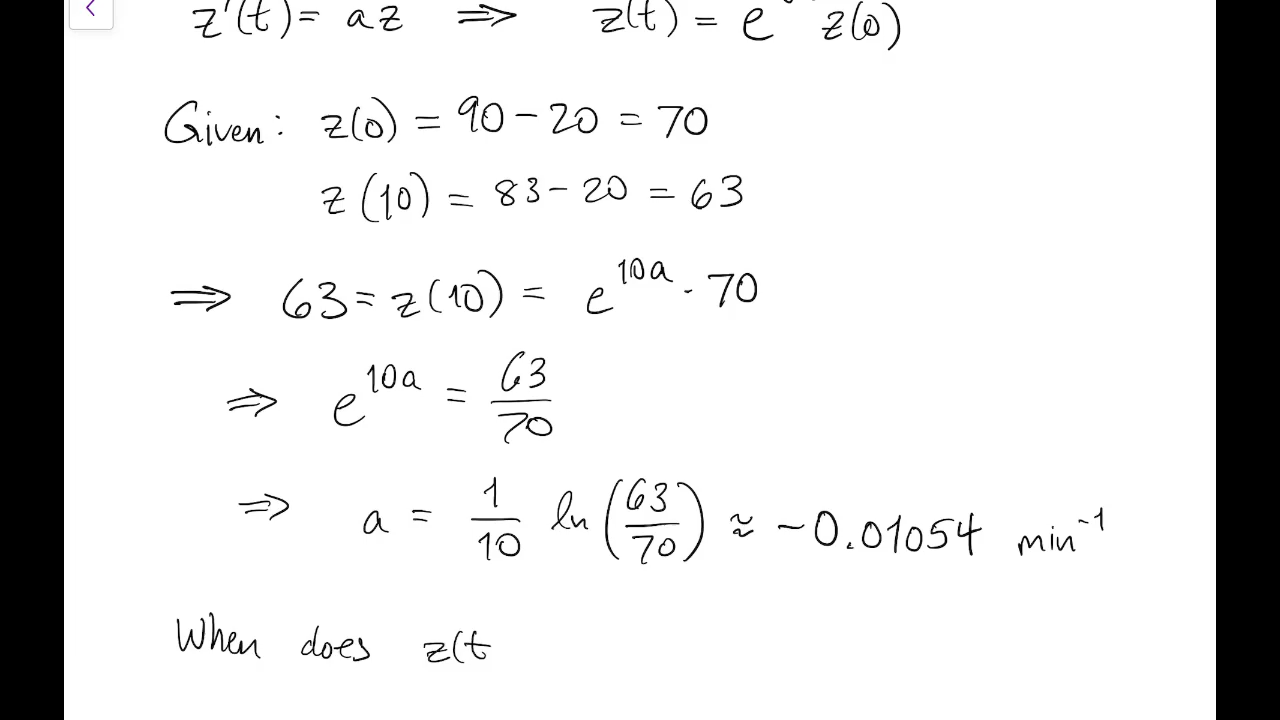 z'(t) = az ⇒ z(t) = e z(0)
Given: z(0) = 90 - 20 = 70
z(10) = 83 - 20 = 63
⇒ 63 = z(10) = e^{10a} · 70
⇒ e^{10a} = 63/70
⇒ a = 1/10 ln(63/70) ≈ -0.01054 min^{-1}
When does z(t